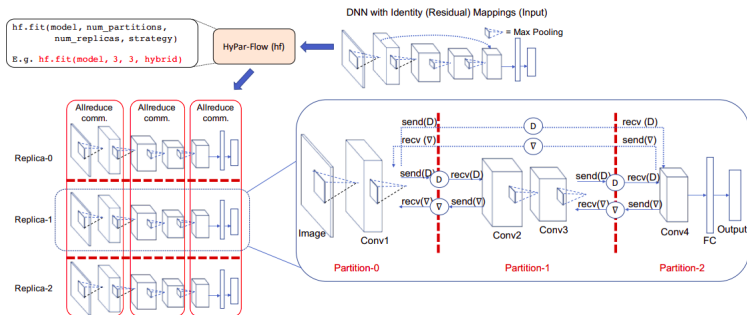 DNN with Identity (Residual) Mappings (Input)
hf.fit(model, num_partitions,
num_replicas, strategy)
E.g. hf.fit(model, 3, 3, hybrid)
HyPar-Flow (hf)
= Max Pooling
Allreduce comm.
Allreduce comm.
Allreduce comm.
Replica-0
Replica-1
Replica-2
send(D)
D
recv (D)
recv (∇)
∇
send(∇)
send(D)
D
recv(D)
send(D)
D
recv(D)
recv(∇)
∇
send(∇)
recv(∇)
∇
send(∇)
Image
Conv1
Conv2
Conv3
Conv4
FC
Output
Partition-0
Partition-1
Partition-2